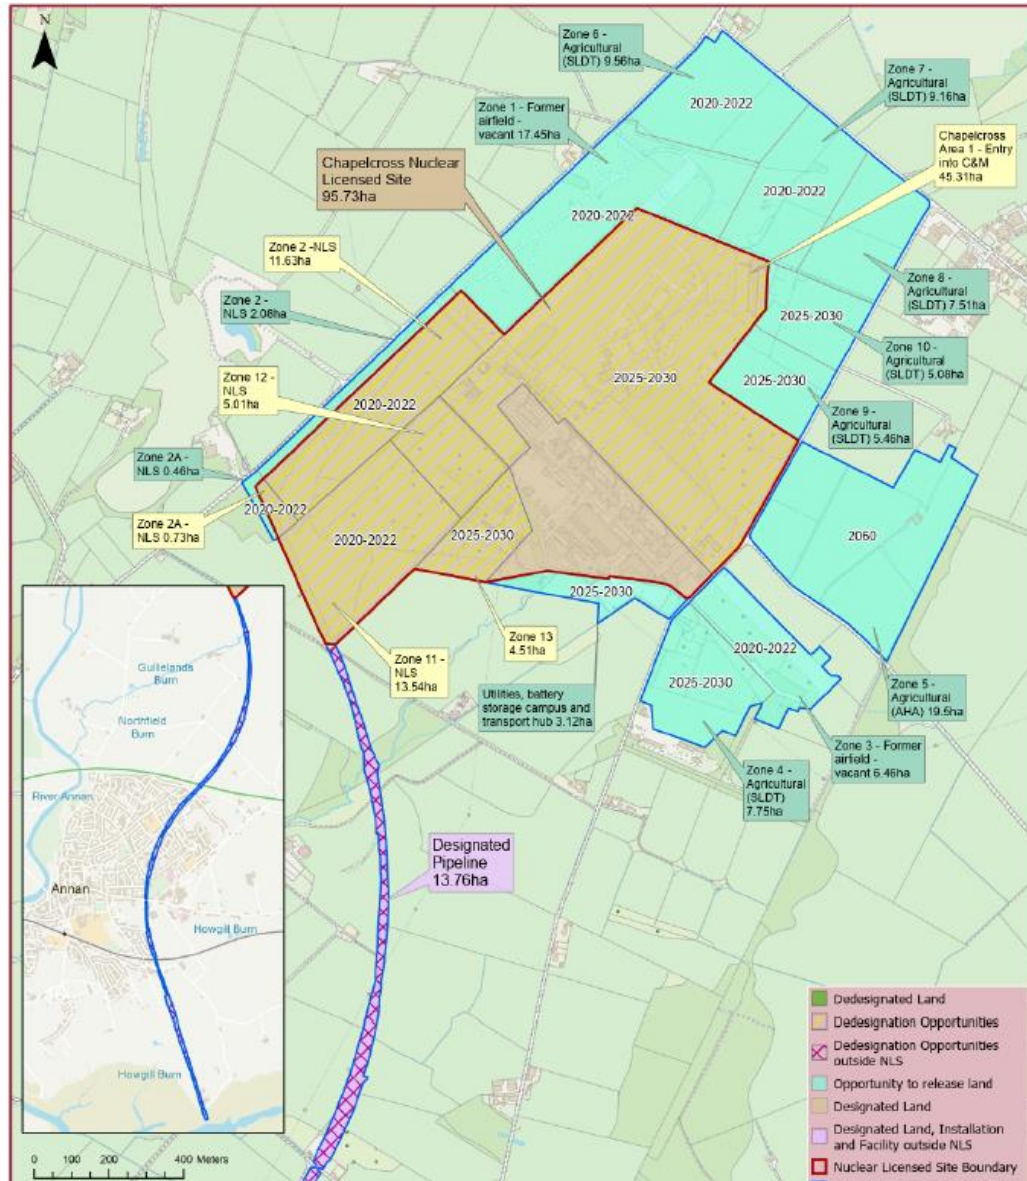 N
Zone 6 -
Agricultural
(SLDT) 9.56ha
2020-2022
Zone 7 -
Agricultural
(SLDT) 9.16ha
Zone 1 - Former
airfield -
vacant 17.45ha
Chapelcross
Area 1 - Entry
into C&M
45.31ha
Chapelcross Nuclear
Licensed Site
95.73ha
2020-2022
2020-2022
Zone 2 -NLS
11.63ha
Zone 8 -
Agricultural
(SLDT) 7.51ha
Zone 2 -
NLS 2.08ha
2025-2030
Zone 10 -
Agricultural
(SLDT) 5.08ha
Zone 12 -
NLS
5.01ha
2025-2030
2025-2030
2020-2022
Zone 9 -
Agricultural
(SLDT) 5.46ha
Zone 2A -
NLS 0.46ha
2020-2022
Zone 2A -
NLS 0.73ha
2020-2022
2025-2030
2060
2025-2030
Zone 11 -
NLS
13.54ha
Zone 13
4.51ha
2020-2022
2025-2030
Utilities, battery
storage campus and
transport hub 3.12ha
Zone 5 -
Agricultural
(AHA) 19.5ha
Zone 3 - Former
airfield -
vacant 6.46ha
Zone 4 -
Agricultural
(SLDT)
7.75ha
Designated
Pipeline
13.76ha
Gullielands
Burn
Northfield
Burn
River Annan
Annan
Howgill Burn
Howgill Burn
0 100 200 400 Meters
Dedesignated Land
Dedesignation Opportunities
Dedesignation Opportunities
outside NLS
Opportunity to release land
Designated Land
Designated Land, Installation
and Facility outside NLS
Nuclear Licensed Site Boundary